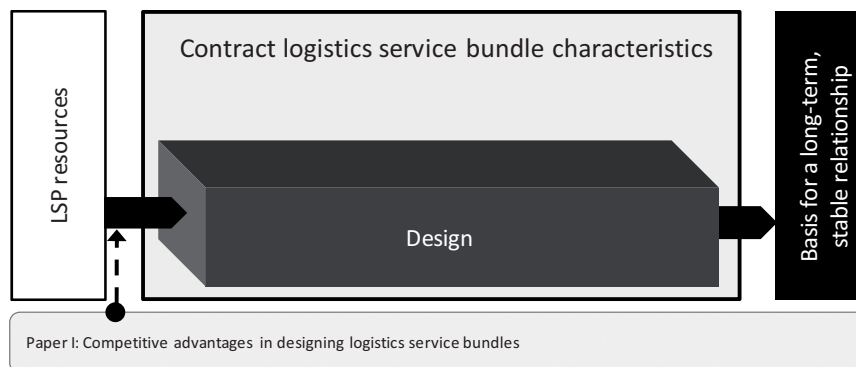 LSP resources
Contract logistics service bundle characteristics
Design
Basis for a long-term,
stable relationship
Paper I: Competitive advantages in designing logistics service bundles